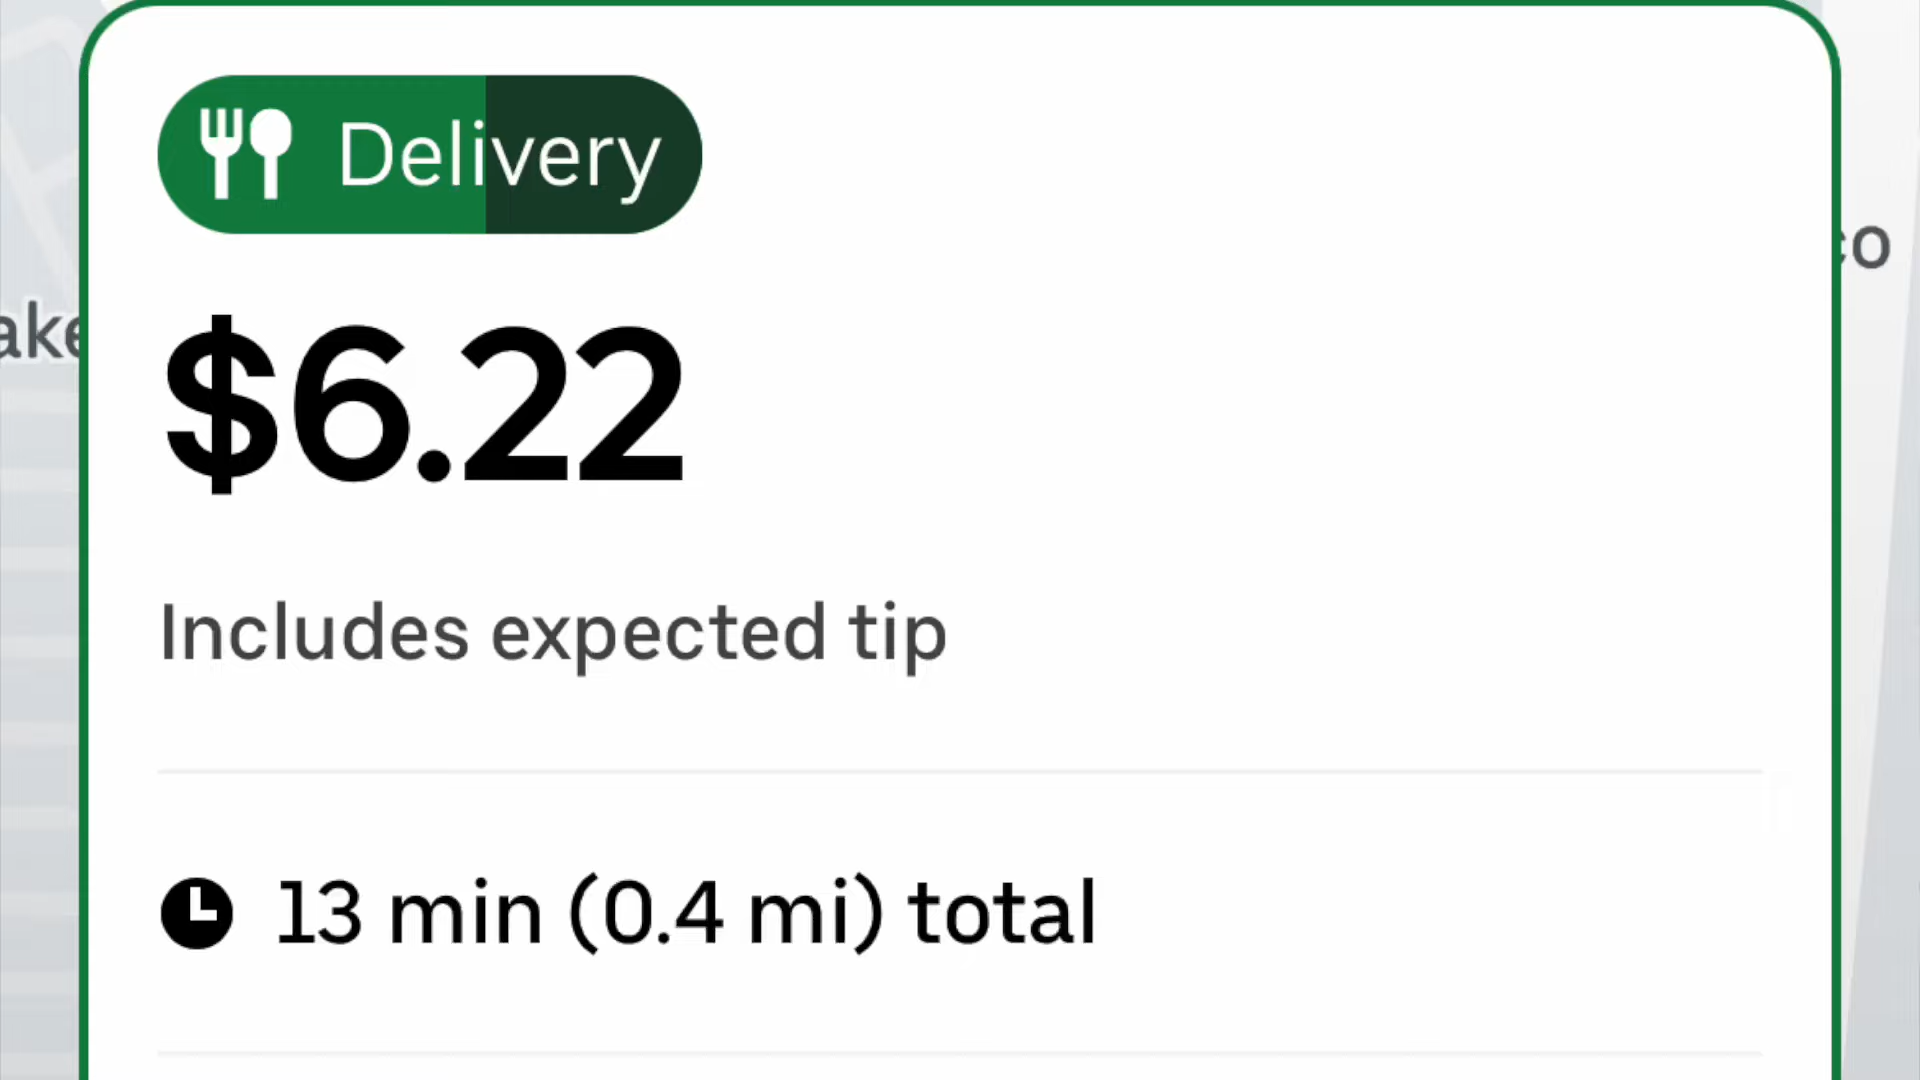 Delivery
$6.22
Includes expected tip
13 min (0.4 mi) total